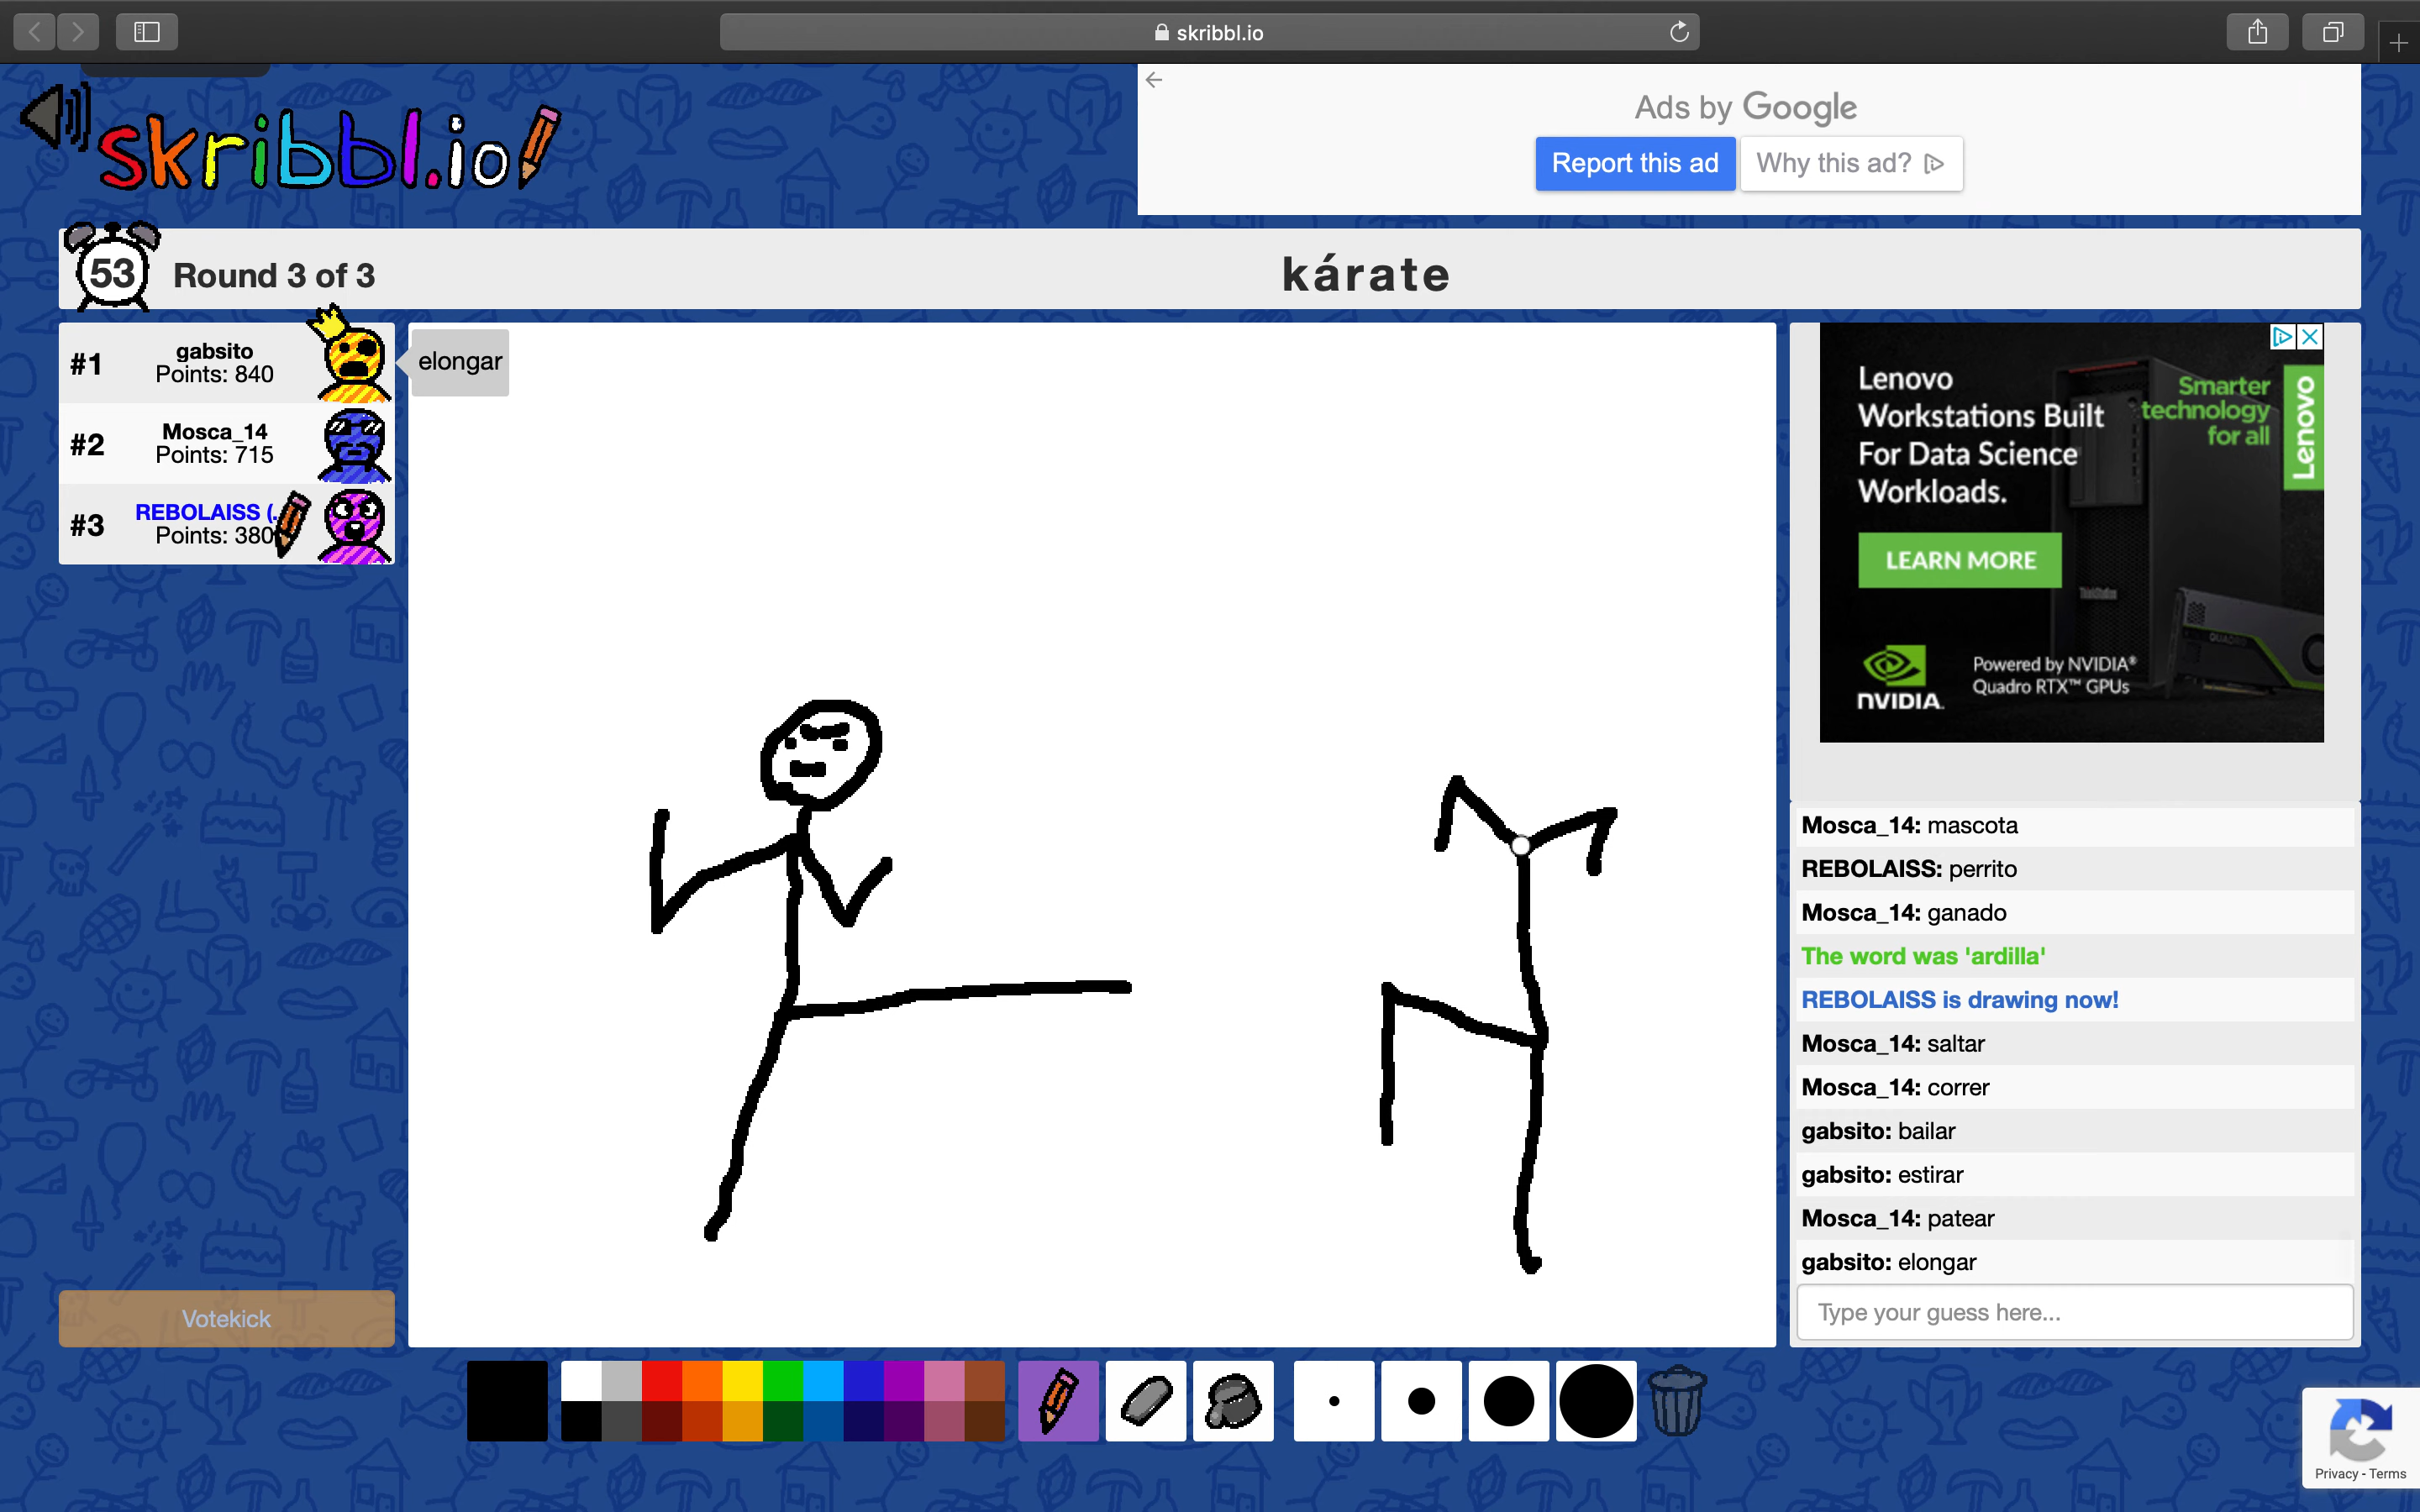 skribbl.io
skribbl.io
Ads by Google
Report this ad
Why this ad?
53
Round 3 of 3
kárate
#1
gabsito
Points: 840
elongar
#2
Mosca_14
Points: 715
#3
REBOLAISS (.
Points: 380
Lenovo
Workstations Built
For Data Science
Workloads.
Smarter
technology
for all
Lenovo
LEARN MORE
ThinkStation
QUADRO
NVIDIA.
Powered by NVIDIA®
Quadro RTX™ GPUs
Mosca_14: mascota
REBOLAISS: perrito
Mosca_14: ganado
The word was 'ardilla'
REBOLAISS is drawing now!
Mosca_14: saltar
Mosca_14: correr
gabsito: bailar
gabsito: estirar
Mosca_14: patear
gabsito: elongar
Type your guess here...
Votekick
Privacy - Terms